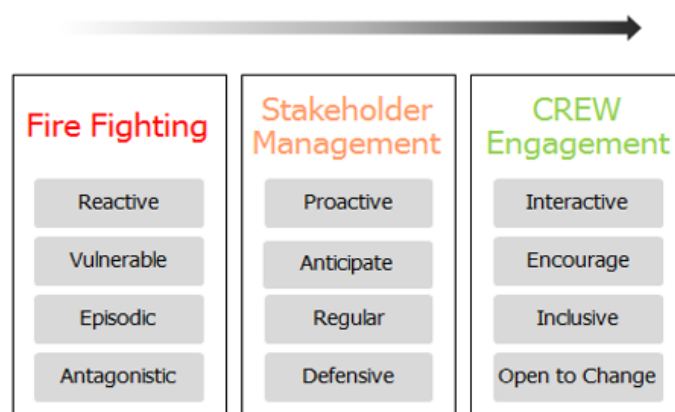 Fire Fighting
Reactive
Vulnerable
Episodic
Antagonistic
Stakeholder
Management
Proactive
Anticipate
Regular
Defensive
CREW
Engagement
Interactive
Encourage
Inclusive
Open to Change